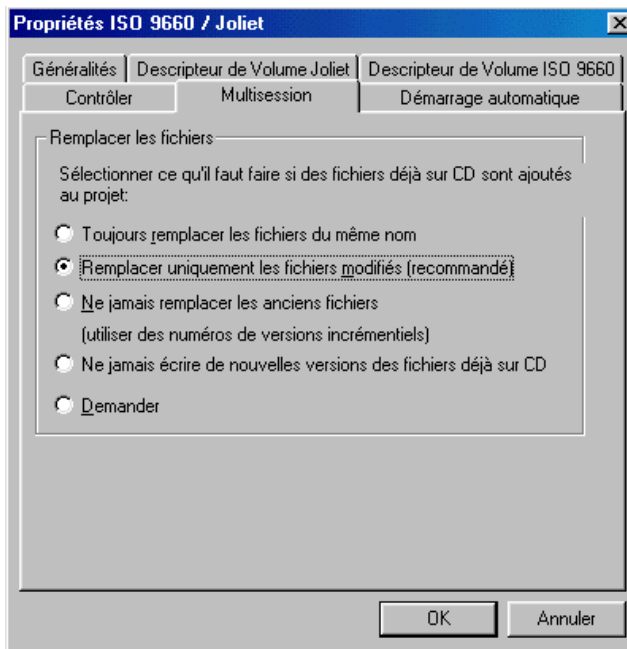 Propriétés ISO 9660 / Joliet
Généralités Descripteur de Volume Joliet Descripteur de Volume ISO 9660
Contrôler Multisession Démarrage automatique
Remplacer les fichiers
Sélectionner ce qu'il faut faire si des fichiers déjà sur CD sont ajoutés
au projet:
Toujours remplacer les fichiers du même nom
Remplacer uniquement les fichiers modifiés (recommandé)
Ne jamais remplacer les anciens fichiers
(utiliser des numéros de versions incrémentiels)
Ne jamais écrire de nouvelles versions des fichiers déjà sur CD
Demander
OK Annuler